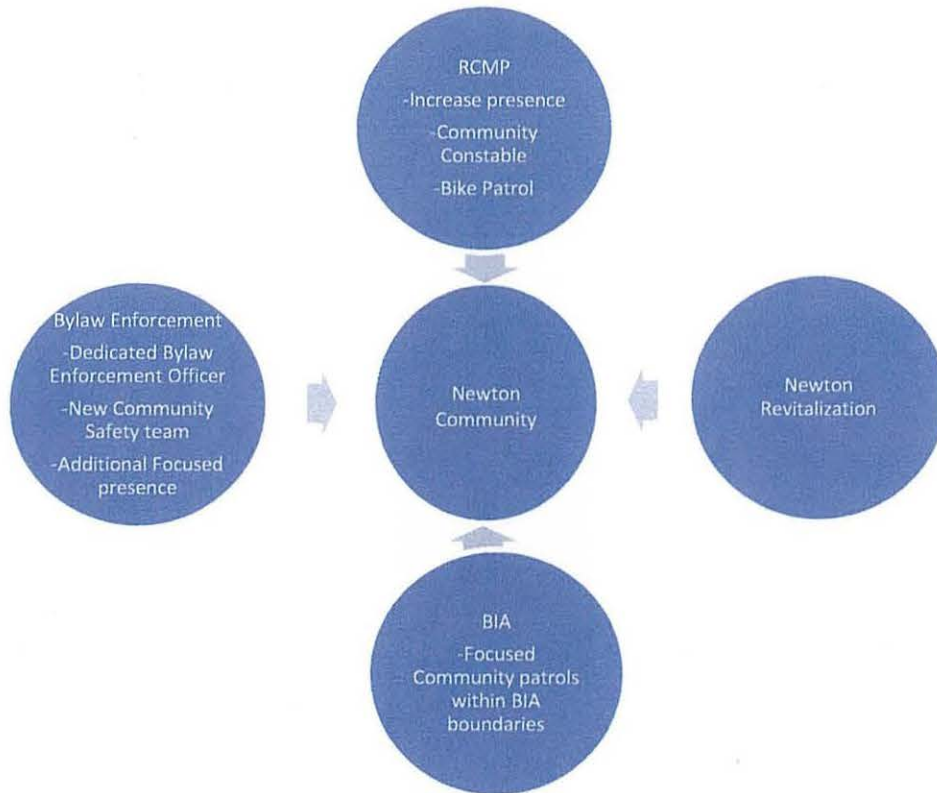 RCMP
-Increase presence
-Community
Constable
-Bike Patrol
Bylaw Enforcement
-Dedicated Bylaw
Enforcement Officer
-New Community
Safety team
-Additional Focused
presence
Newton
Community
Newton
Revitalization
BIA
-Focused
Community patrols
within BIA
boundaries